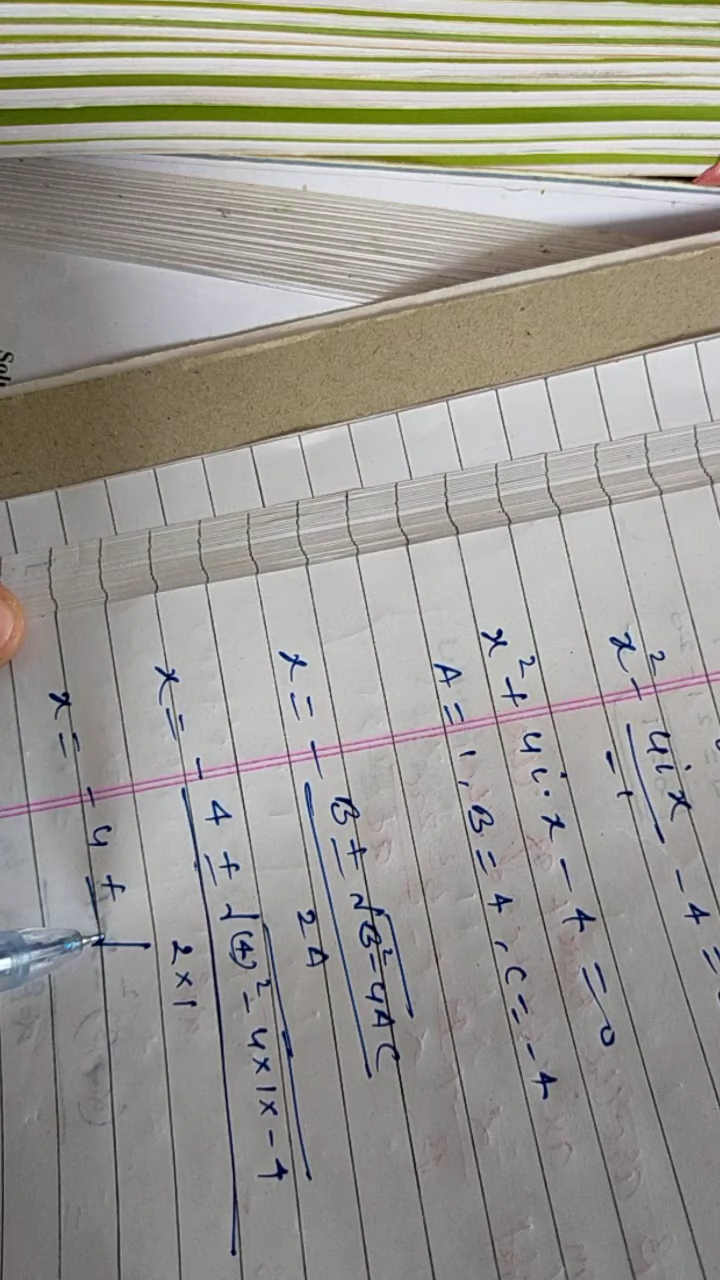 x² - 4ix/-1 - 4 =
x² + 4i·x - 4 = 0
A = 1, B = 4, C = -4
x = - B ± √B² - 4AC / 2A
x = - 4 ± √(4)² - 4×1×-4 / 2×1
x = - 4 ± √